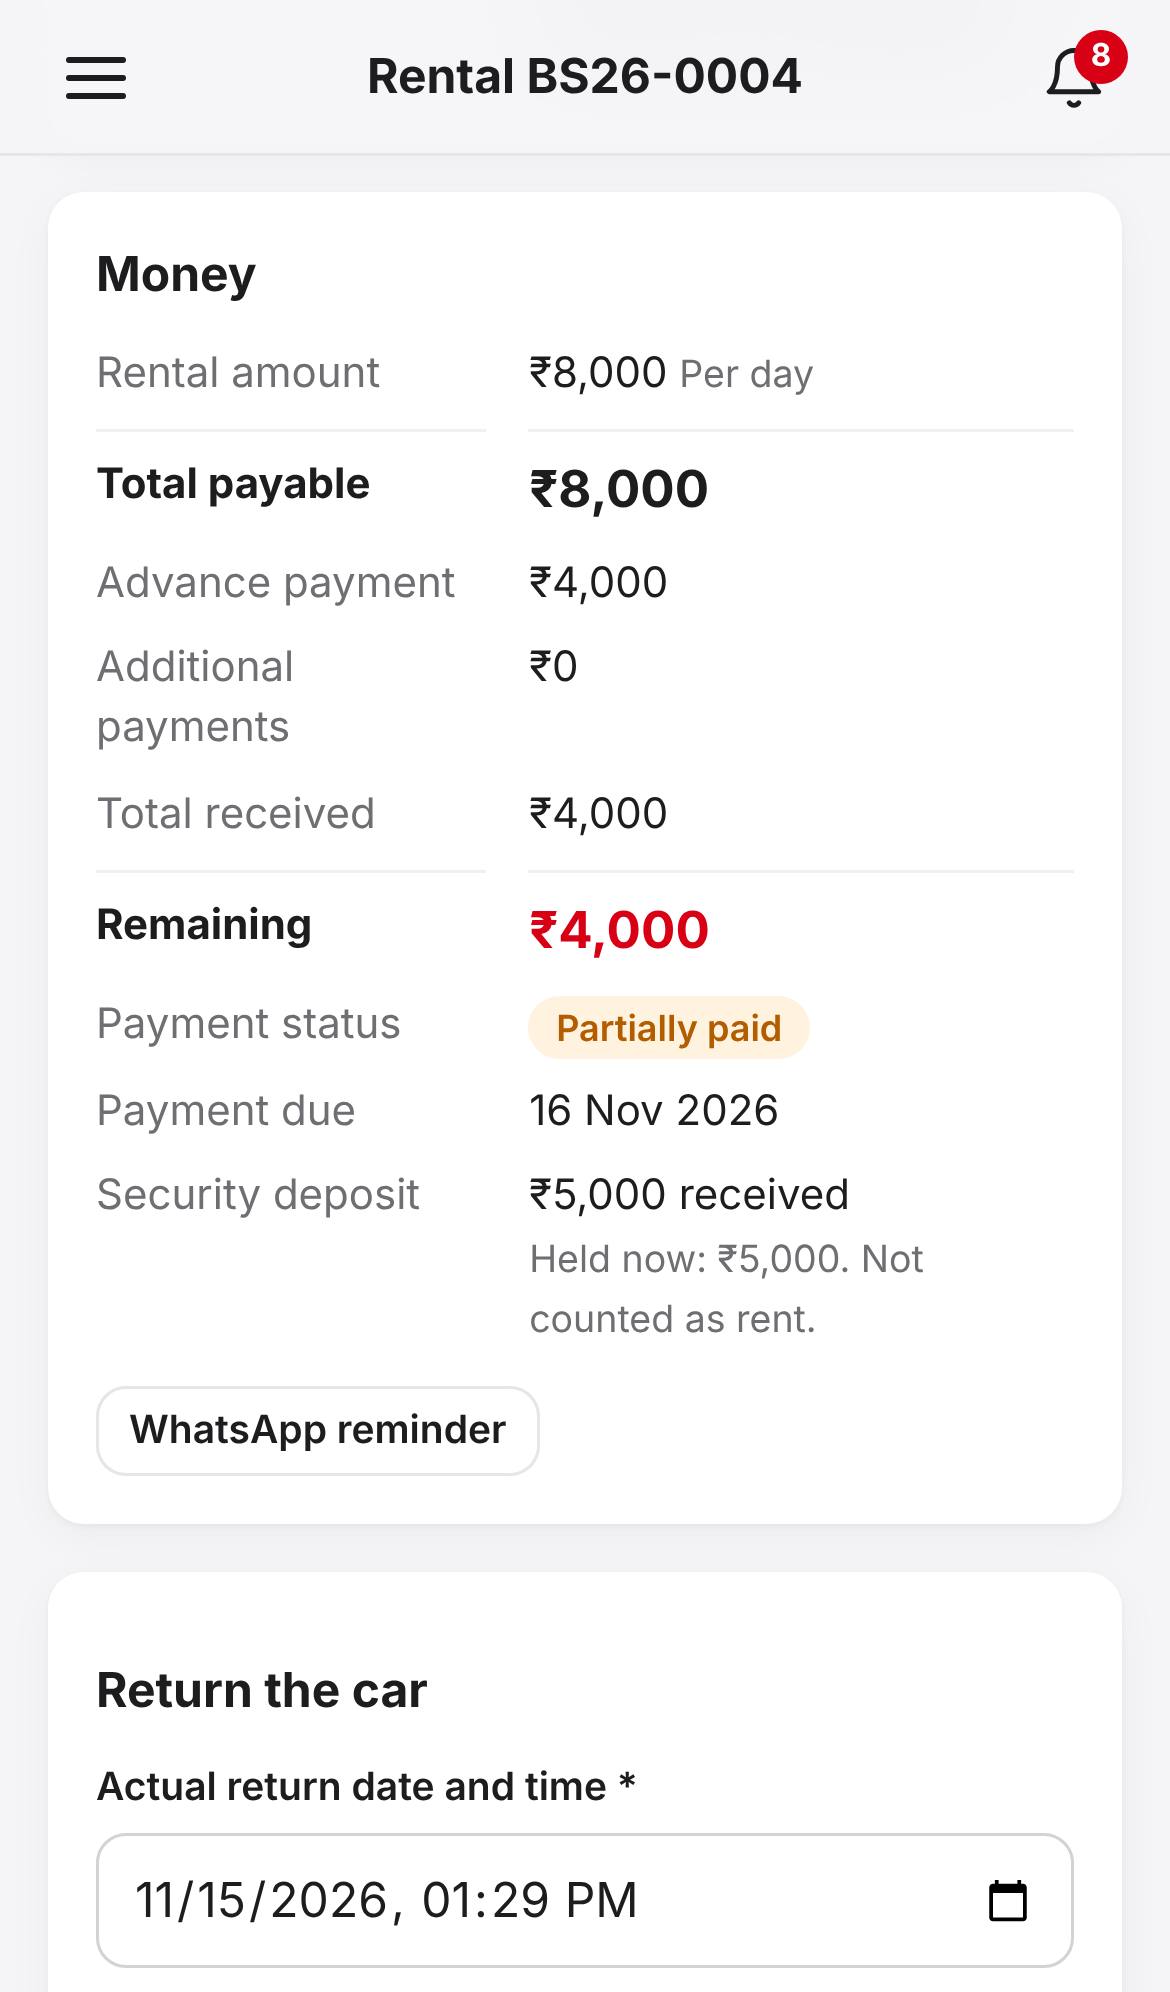 Rental BS26-0004
8
Money
Rental amount ₹8,000 Per day
Total payable ₹8,000
Advance payment ₹4,000
Additional payments ₹0
Total received ₹4,000
Remaining ₹4,000
Payment status Partially paid
Payment due 16 Nov 2026
Security deposit ₹5,000 received
Held now: ₹5,000. Not
counted as rent.
WhatsApp reminder
Return the car
Actual return date and time *
11/15/2026, 01:29 PM